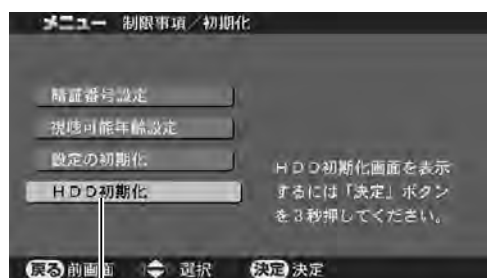 メニュー 制限事項／初期化
暗証番号設定
視聴可能年齢設定
設定の初期化
HDD初期化
HDD初期化画面を表示
するには「決定」ボタン
を3秒押してください。
戻る 前画面 選択 決定 決定